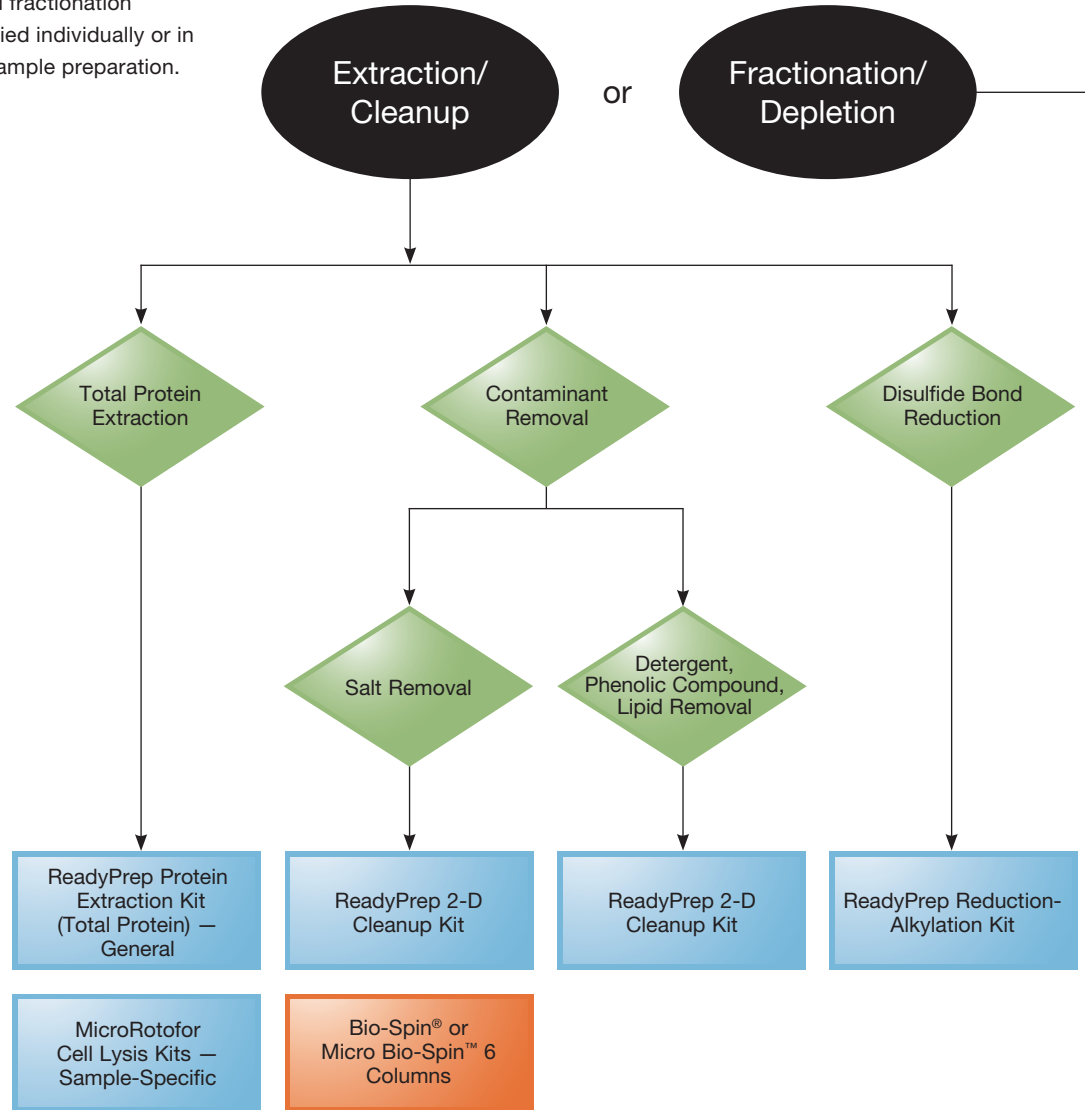 fractionation
ied individually or in
ample preparation.
Extraction/
Cleanup
or
Fractionation/
Depletion
Total Protein
Extraction
Contaminant
Removal
Disulfide Bond
Reduction
Salt Removal
Detergent,
Phenolic Compound,
Lipid Removal
ReadyPrep Protein
Extraction Kit
(Total Protein) —
General
ReadyPrep 2-D
Cleanup Kit
ReadyPrep 2-D
Cleanup Kit
ReadyPrep Reduction-
Alkylation Kit
MicroRotofor
Cell Lysis Kits —
Sample-Specific
Bio-Spin® or
Micro Bio-Spin™ 6
Columns